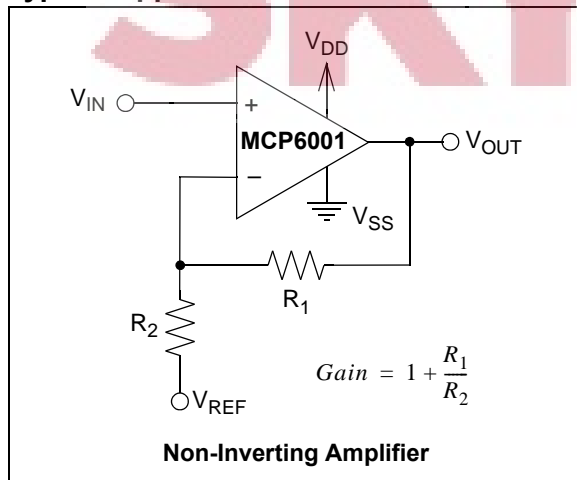 V_DD
V_IN
+
MCP6001
V_OUT
−
V_SS
R_1
R_2
Gain = 1 + R_1/R_2
V_REF
Non-Inverting Amplifier